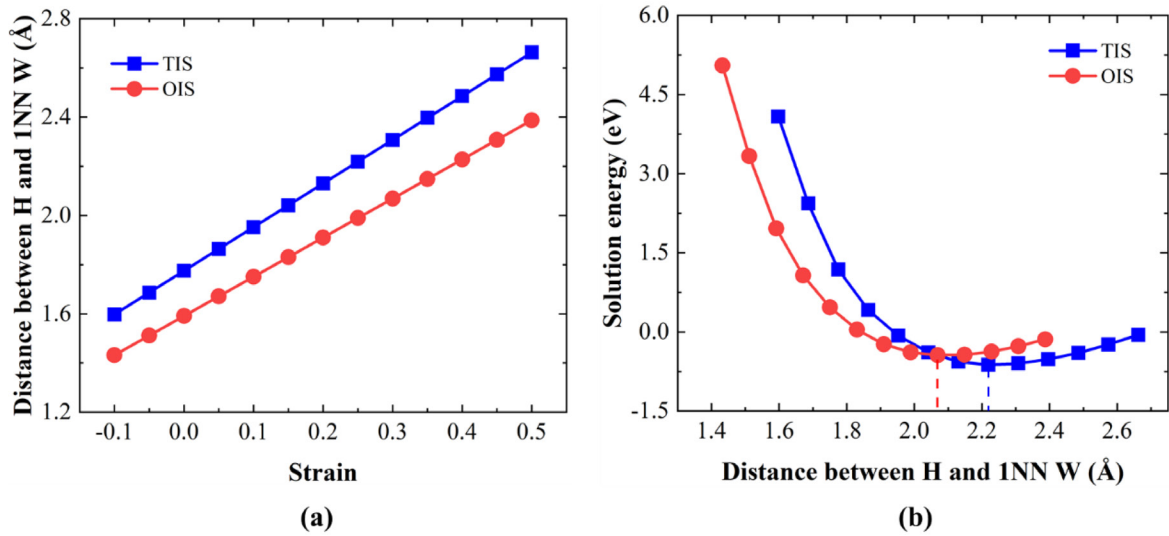 2.8
2.4
2.0
1.6
1.2
Distance between H and 1NN W (Å)
TIS
OIS
-0.1 0.0 0.1 0.2 0.3 0.4 0.5
Strain
(a)
6.0
4.5
3.0
1.5
0.0
-1.5
Solution energy (eV)
TIS
OIS
1.4 1.6 1.8 2.0 2.2 2.4 2.6
Distance between H and 1NN W (Å)
(b)